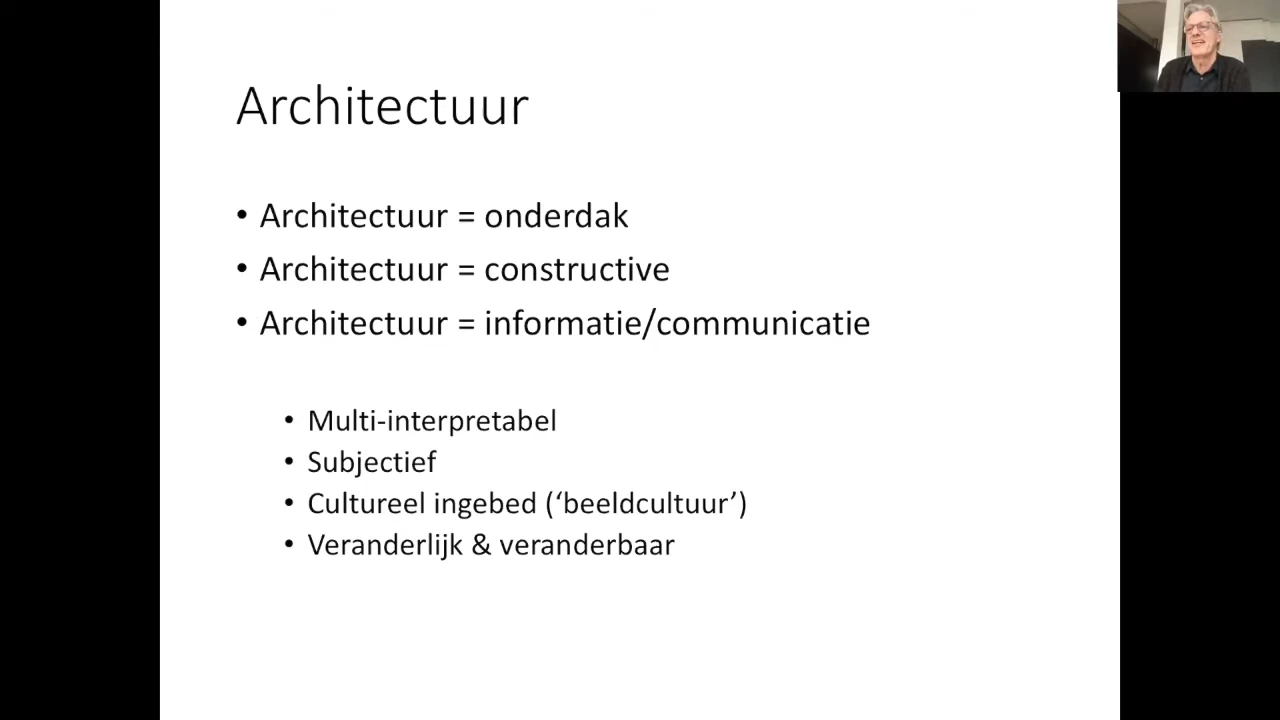 Architectuur
• Architectuur = onderdak
• Architectuur = constructive
• Architectuur = informatie/communicatie
• Multi-interpretabel
• Subjectief
• Cultureel ingebed (‘beeldcultuur’)
• Veranderlijk & veranderbaar